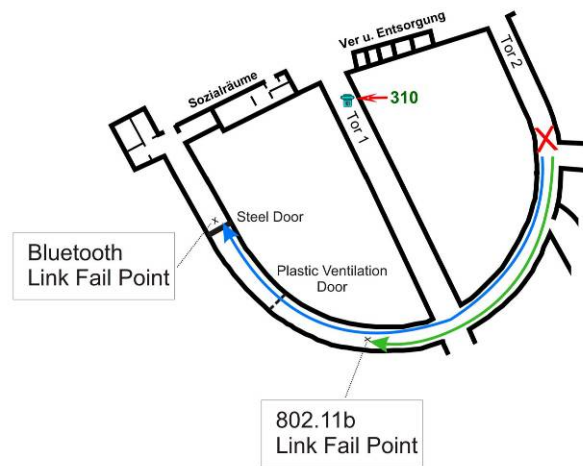 Ver u. Entsorgung
Tor 2
Sozialräume
310
Tor 1
Steel Door
Bluetooth
Link Fail Point
Plastic Ventilation
Door
x
x
802.11b
Link Fail Point